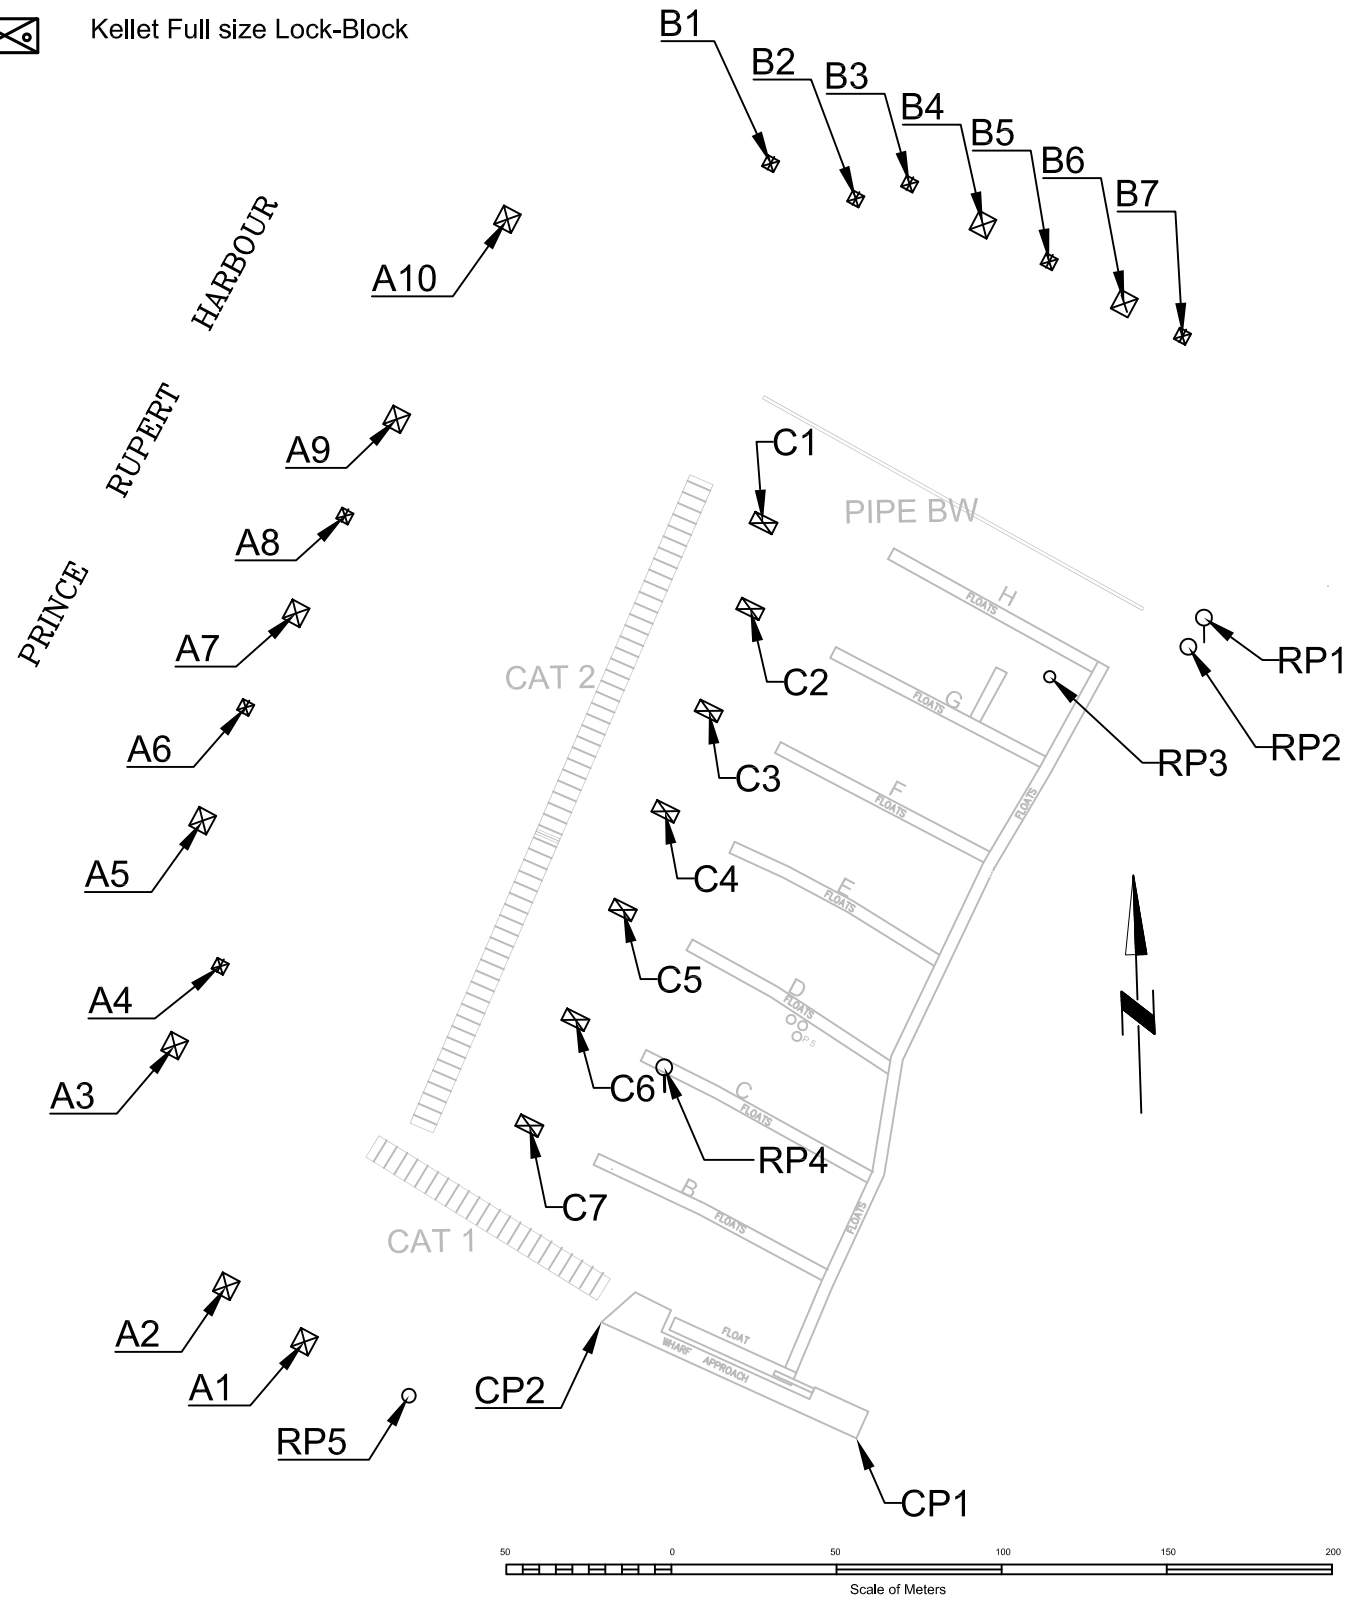 Kellet Full size Lock-Block
B1
B2
B3
B4
B5
B6
B7
A10
A9
A8
A7
A6
A5
A4
A3
A2
A1
PRINCE RUPERT HARBOUR
C1
C2
C3
C4
C5
C6
C7
PIPE BW
CAT 2
CAT 1
H
FLOATS
G
FLOATS
F
FLOATS
E
FLOATS
D
FLOATS
C
FLOATS
B
FLOATS
FLOATS
FLOATS
RP1
RP2
RP3
RP4
RP5
N
FLOAT
WHARF APPROACH
CP2
CP1
50 0 50 100 150 200
Scale of Meters